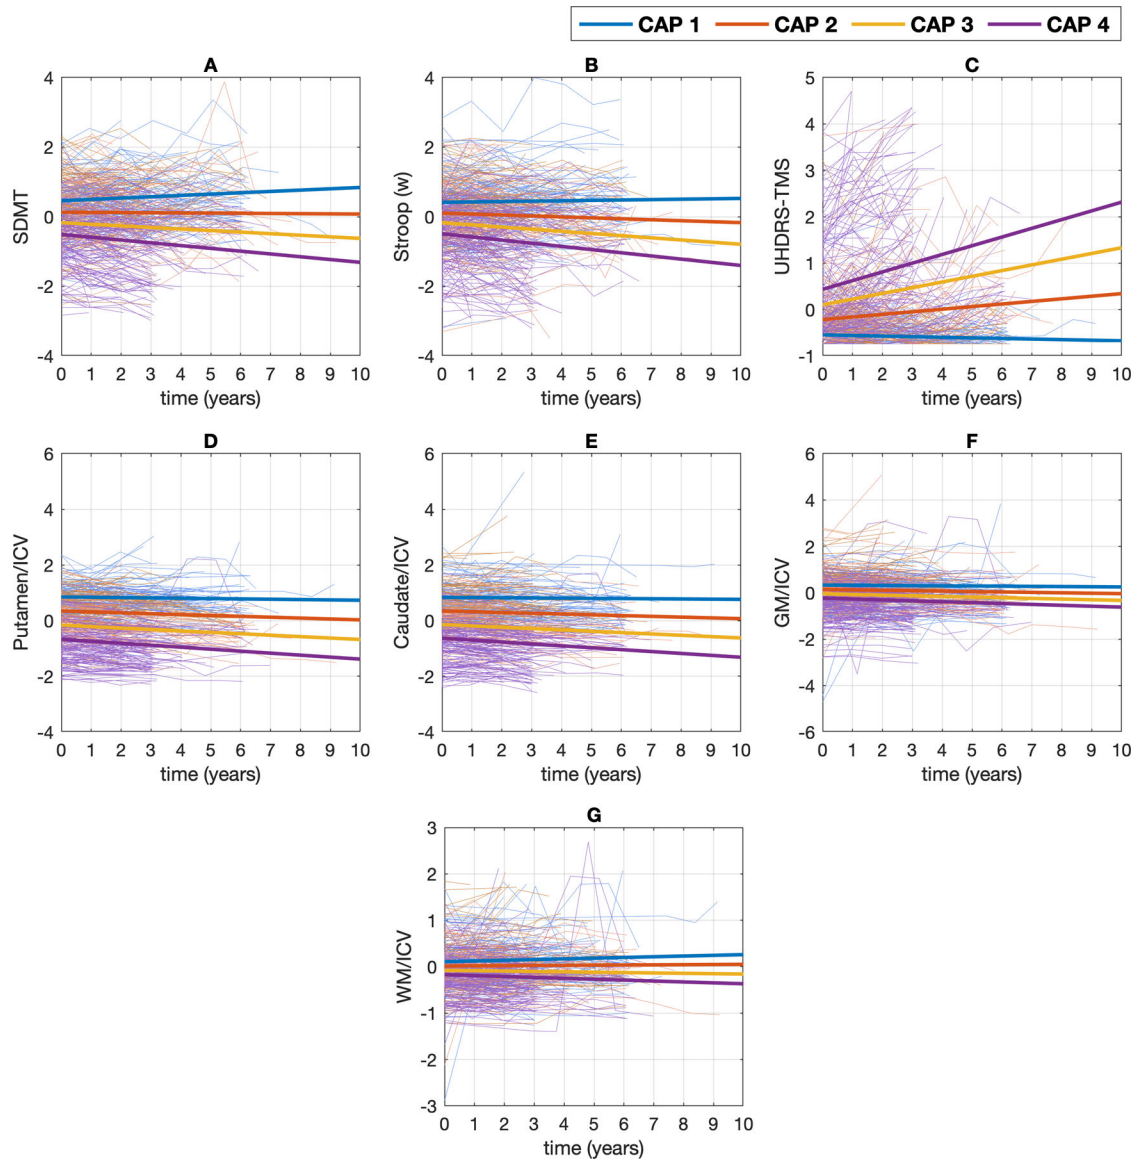 CAP 1 CAP 2 CAP 3 CAP 4
A
SDMT
4
2
0
-2
-4
0 1 2 3 4 5 6 7 8 9 10
time (years)
B
Stroop (w)
4
2
0
-2
-4
0 1 2 3 4 5 6 7 8 9 10
time (years)
C
UHDRS-TMS
5
4
3
2
1
0
-1
0 1 2 3 4 5 6 7 8 9 10
time (years)
D
Putamen/ICV
6
4
2
0
-2
-4
0 1 2 3 4 5 6 7 8 9 10
time (years)
E
Caudate/ICV
6
4
2
0
-2
-4
0 1 2 3 4 5 6 7 8 9 10
time (years)
F
GM/ICV
6
4
2
0
-2
-4
-6
0 1 2 3 4 5 6 7 8 9 10
time (years)
G
WM/ICV
3
2
1
0
-1
-2
-3
0 1 2 3 4 5 6 7 8 9 10
time (years)